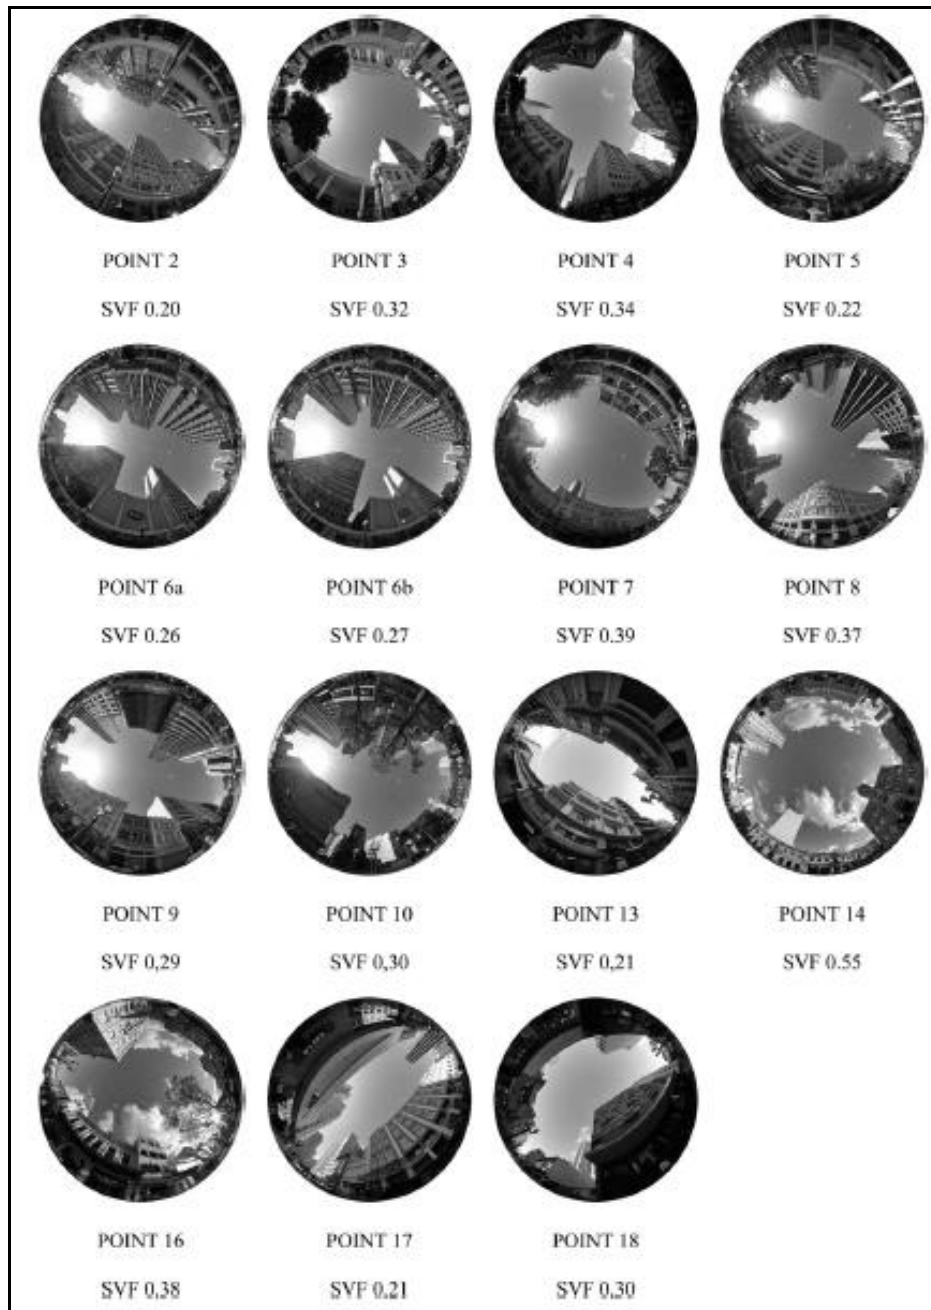 POINT 2 POINT 3 POINT 4 POINT 5
SVF 0.20 SVF 0.32 SVF 0.34 SVF 0.22
POINT 6a POINT 6b POINT 7 POINT 8
SVF 0.26 SVF 0.27 SVF 0.39 SVF 0.37
POINT 9 POINT 10 POINT 13 POINT 14
SVF 0,29 SVF 0,30 SVF 0,21 SVF 0.55
POINT 16 POINT 17 POINT 18
SVF 0.38 SVF 0.21 SVF 0.30